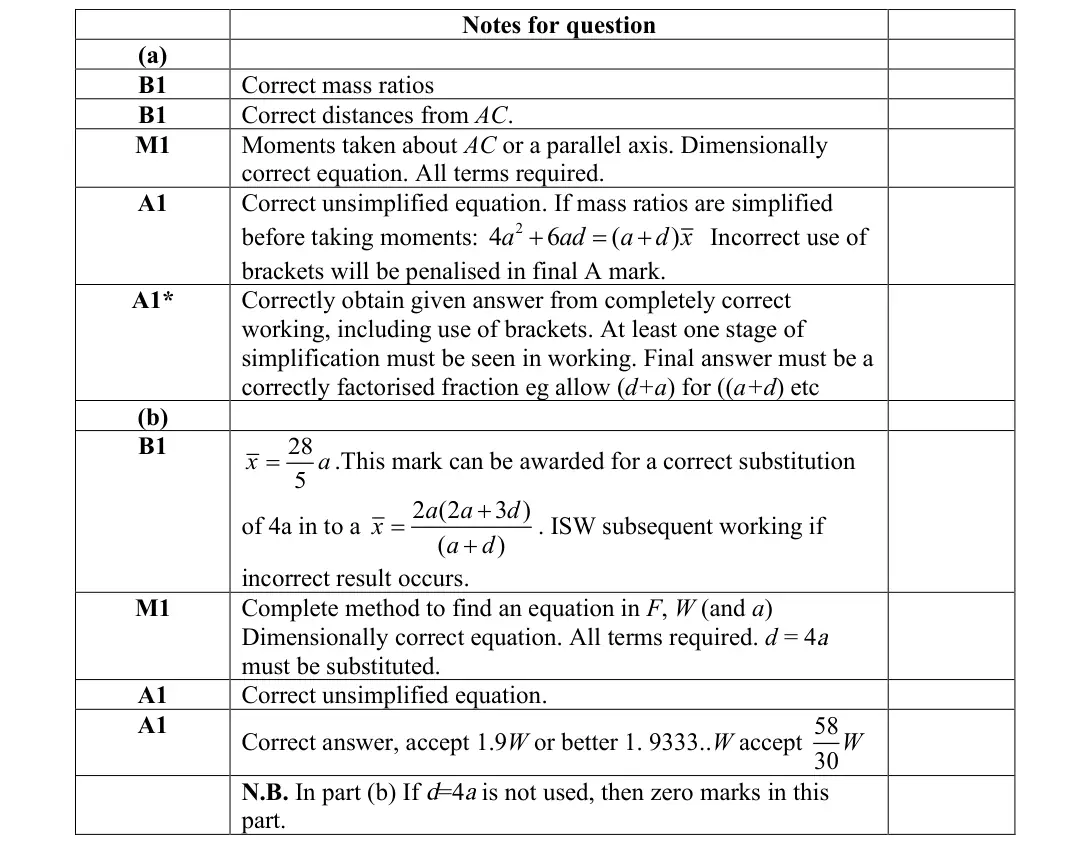 Notes for question
(a)
B1 Correct mass ratios
B1 Correct distances from AC.
M1 Moments taken about AC or a parallel axis. Dimensionally
correct equation. All terms required.
A1 Correct unsimplified equation. If mass ratios are simplified
before taking moments: 4a² + 6ad = (a + d)x̅ Incorrect use of
brackets will be penalised in final A mark.
A1* Correctly obtain given answer from completely correct
working, including use of brackets. At least one stage of
simplification must be seen in working. Final answer must be a
correctly factorised fraction eg allow (d+a) for ((a+d) etc
(b)
B1 x̅ = 28/5 a .This mark can be awarded for a correct substitution
of 4a in to a x̅ = 2a(2a + 3d)/(a + d) . ISW subsequent working if
incorrect result occurs.
M1 Complete method to find an equation in F, W (and a)
Dimensionally correct equation. All terms required. d = 4a
must be substituted.
A1 Correct unsimplified equation.
A1 Correct answer, accept 1.9W or better 1. 9333..W accept 58/30 W
N.B. In part (b) If d=4a is not used, then zero marks in this
part.